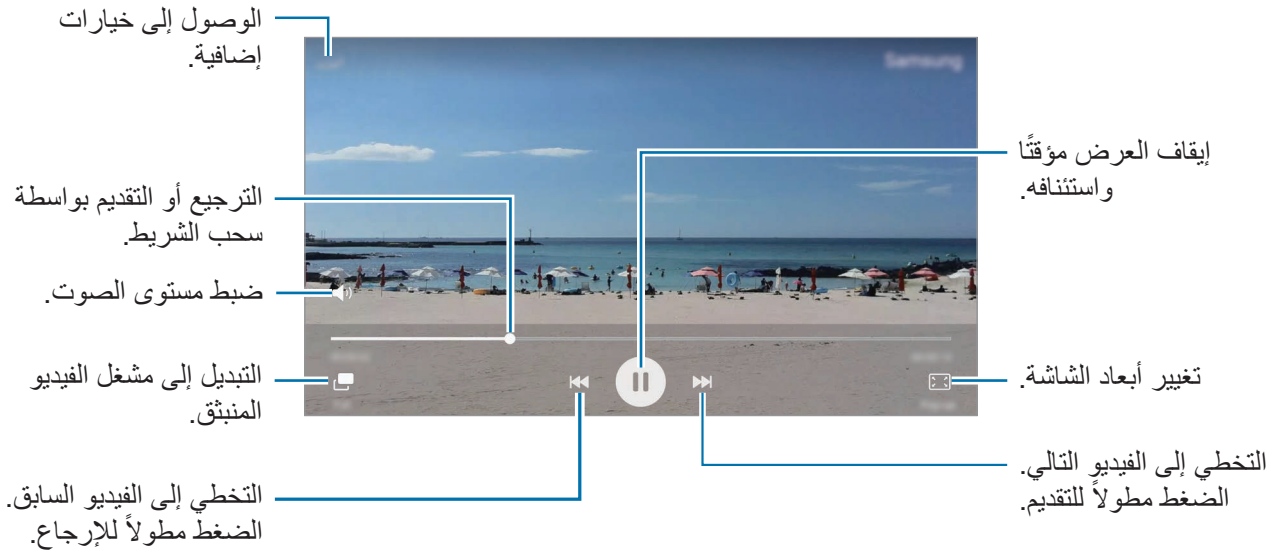 الوصول إلى خيارات
إضافية.
Samsung
إيقاف العرض مؤقتًا
واستئنافه.
الترجيع أو التقديم بواسطة
سحب الشريط.
ضبط مستوى الصوت.
التبديل إلى مشغل الفيديو
المنبثق.
تغيير أبعاد الشاشة.
التخطي إلى الفيديو التالي.
الضغط مطولاً للتقديم.
التخطي إلى الفيديو السابق.
الضغط مطولاً للإرجاع.